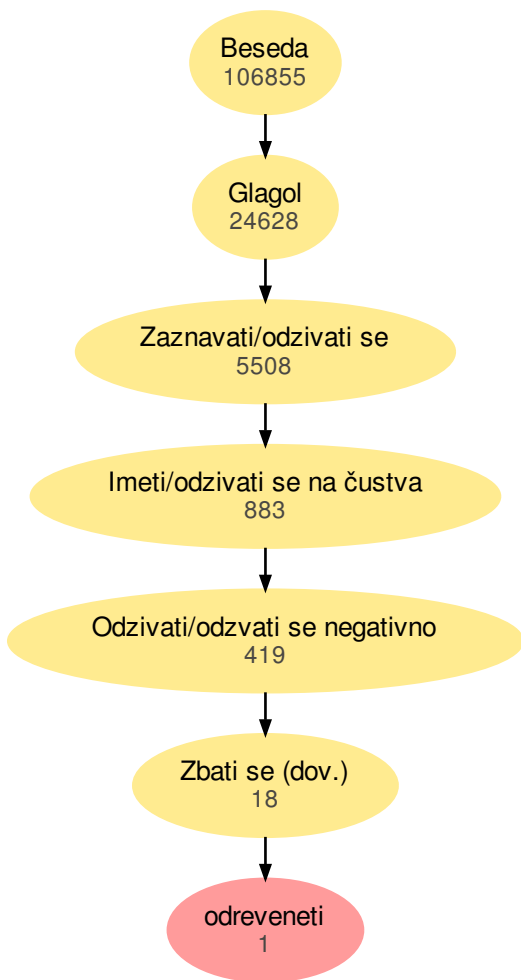 Beseda
106855
Glagol
24628
Zaznavati/odzivati se
5508
Imeti/odzivati se na čustva
883
Odzivati/odzvati se negativno
419
Zbati se (dov.)
18
odreveneti
1